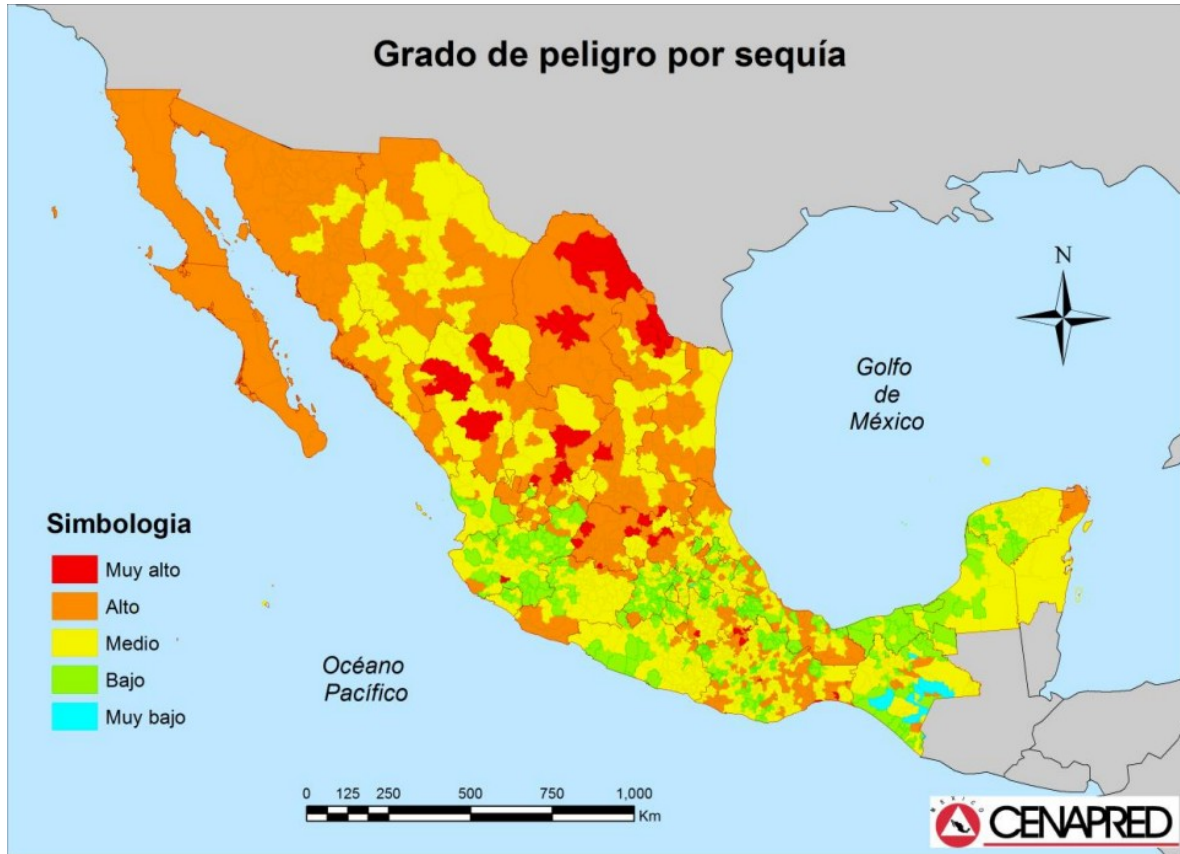 Grado de peligro por sequía
N
Golfo
de
México
Simbologia
Muy alto
Alto
Medio
Bajo
Muy bajo
Océano
Pacífico
0 125 250 500 750 1,000
Km
MEXICO
CENAPRED